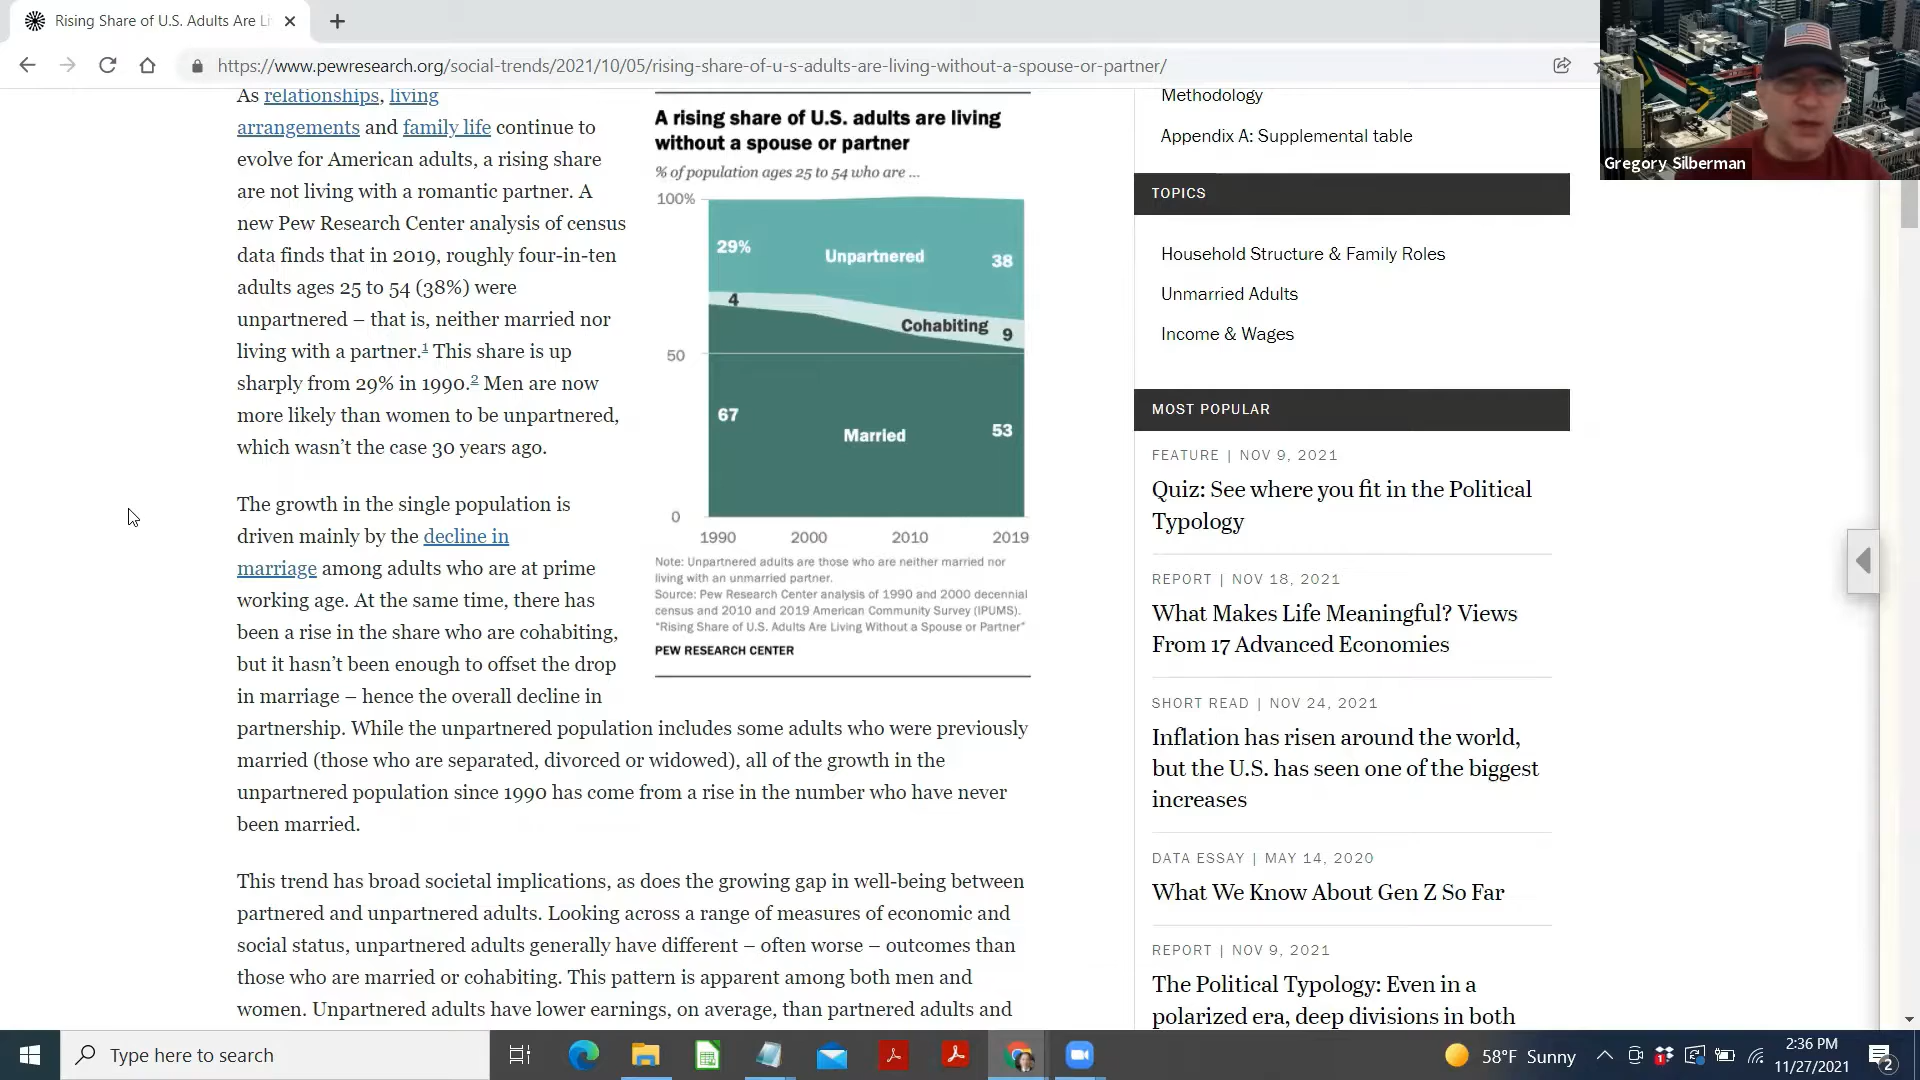 Rising Share of U.S. Adults Are Li
https://www.pewresearch.org/social-trends/2021/10/05/rising-share-of-u-s-adults-are-living-without-a-spouse-or-partner/
Gregory Silberman
As relationships, living
arrangements and family life continue to
evolve for American adults, a rising share
are not living with a romantic partner. A
new Pew Research Center analysis of census
data finds that in 2019, roughly four-in-ten
adults ages 25 to 54 (38%) were
unpartnered – that is, neither married nor
living with a partner.1 This share is up
sharply from 29% in 1990.2 Men are now
more likely than women to be unpartnered,
which wasn't the case 30 years ago.
The growth in the single population is
driven mainly by the decline in
marriage among adults who are at prime
working age. At the same time, there has
been a rise in the share who are cohabiting,
but it hasn't been enough to offset the drop
in marriage – hence the overall decline in
partnership. While the unpartnered population includes some adults who were previously
married (those who are separated, divorced or widowed), all of the growth in the
unpartnered population since 1990 has come from a rise in the number who have never
been married.
This trend has broad societal implications, as does the growing gap in well-being between
partnered and unpartnered adults. Looking across a range of measures of economic and
social status, unpartnered adults generally have different – often worse – outcomes than
those who are married or cohabiting. This pattern is apparent among both men and
women. Unpartnered adults have lower earnings, on average, than partnered adults and
A rising share of U.S. adults are living
without a spouse or partner
% of population ages 25 to 54 who are ...
100%
29%
Unpartnered
38
4
Cohabiting
9
50
67
Married
53
0
1990 2000 2010 2019
Note: Unpartnered adults are those who are neither married nor
living with an unmarried partner.
Source: Pew Research Center analysis of 1990 and 2000 decennial
census and 2010 and 2019 American Community Survey (IPUMS).
"Rising Share of U.S. Adults Are Living Without a Spouse or Partner"
PEW RESEARCH CENTER
Methodology
Appendix A: Supplemental table
TOPICS
Household Structure & Family Roles
Unmarried Adults
Income & Wages
MOST POPULAR
FEATURE | NOV 9, 2021
Quiz: See where you fit in the Political
Typology
REPORT | NOV 18, 2021
What Makes Life Meaningful? Views
From 17 Advanced Economies
SHORT READ | NOV 24, 2021
Inflation has risen around the world,
but the U.S. has seen one of the biggest
increases
DATA ESSAY | MAY 14, 2020
What We Know About Gen Z So Far
REPORT | NOV 9, 2021
The Political Typology: Even in a
polarized era, deep divisions in both
Type here to search
58°F Sunny
1
2:36 PM
11/27/2021
2